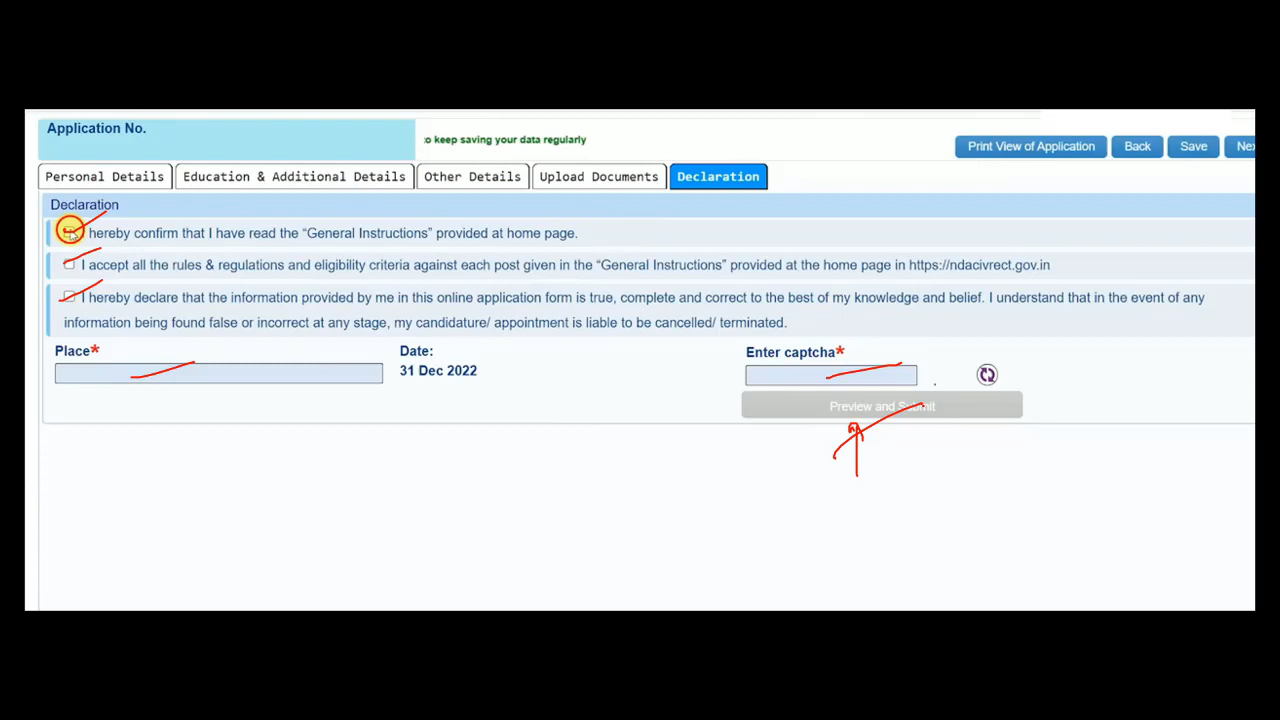 Application No.
to keep saving your data regularly
Print View of Application Back Save Nex
Personal Details Education & Additional Details Other Details Upload Documents Declaration
Declaration
hereby confirm that I have read the “General Instructions” provided at home page.
I accept all the rules & regulations and eligibility criteria against each post given in the “General Instructions” provided at the home page in https://ndacivrect.gov.in
I hereby declare that the information provided by me in this online application form is true, complete and correct to the best of my knowledge and belief. I understand that in the event of any
information being found false or incorrect at any stage, my candidature/ appointment is liable to be cancelled/ terminated.
Place* Date: Enter captcha*
31 Dec 2022
Preview and Submit